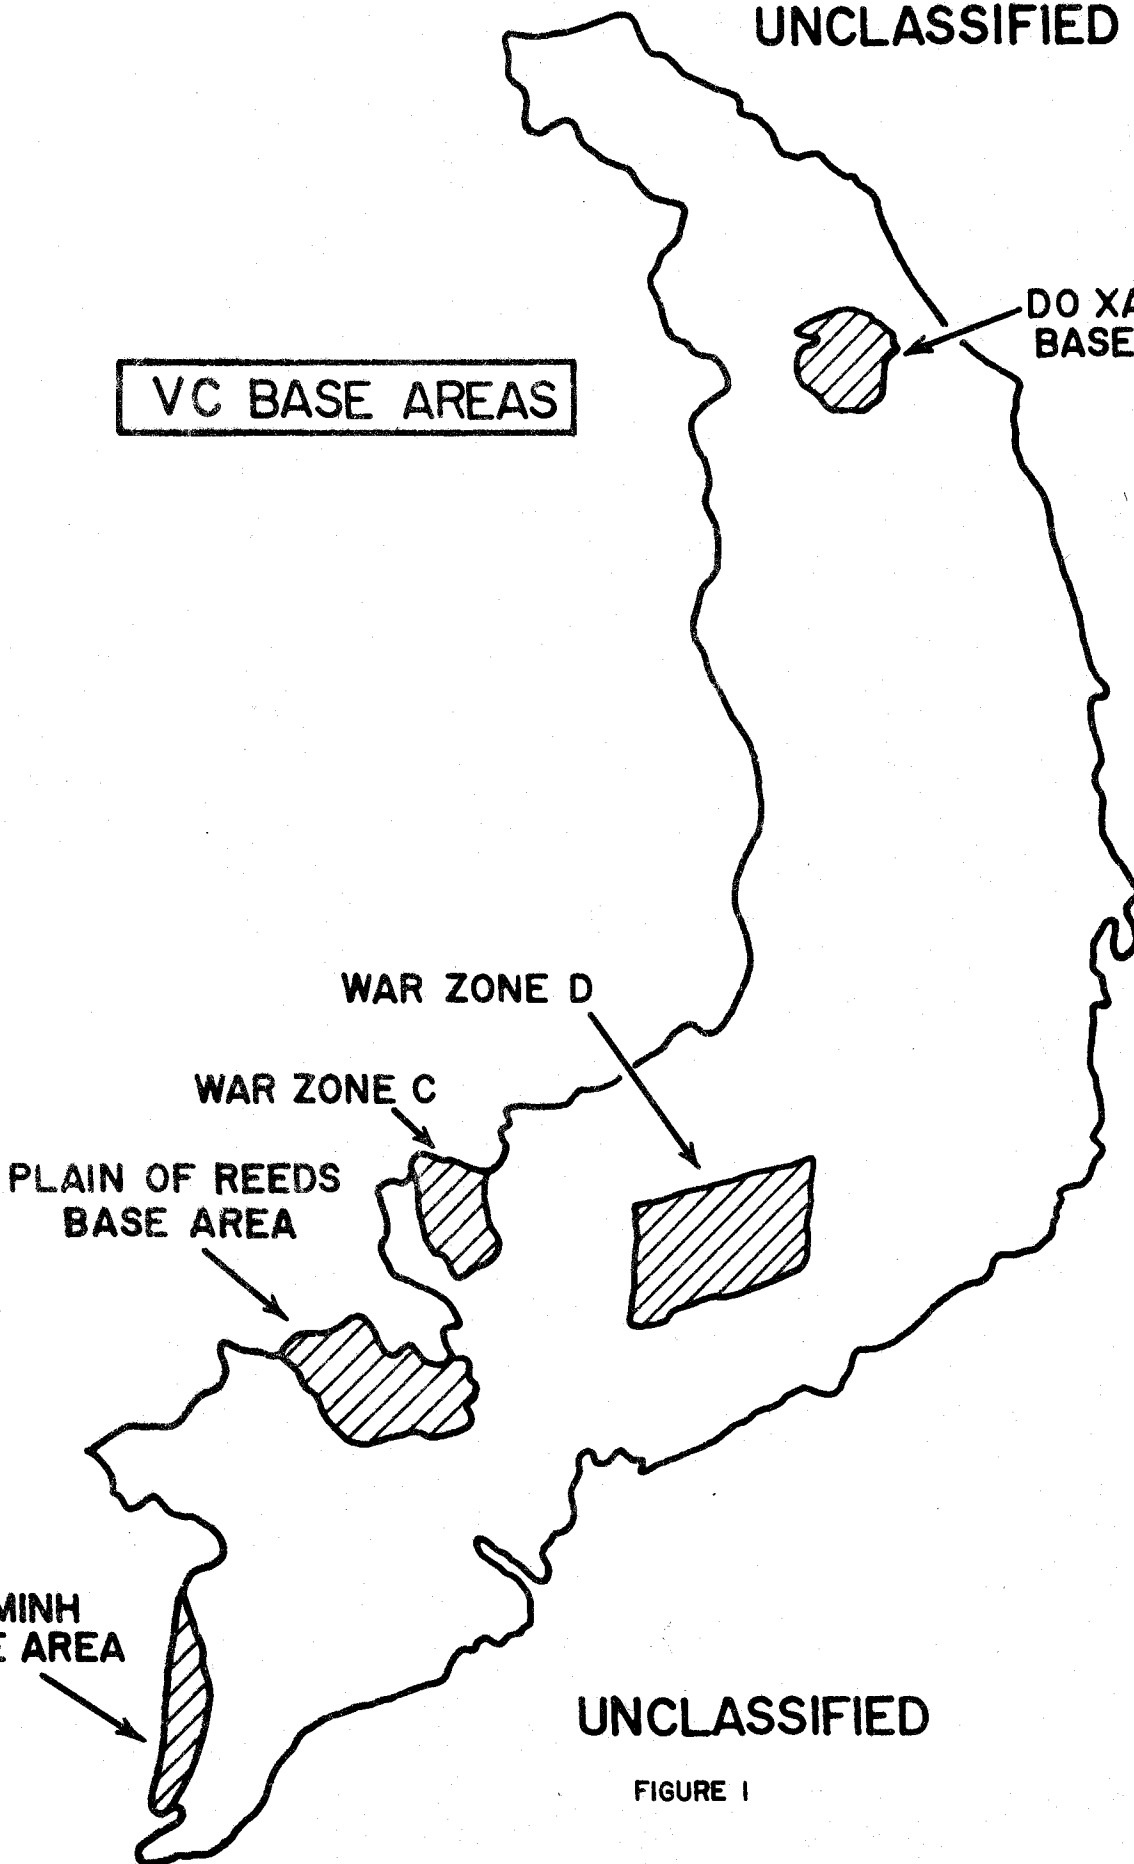 UNCLASSIFIED
DO XA
BASE
VC BASE AREAS
WAR ZONE D
WAR ZONE C
PLAIN OF REEDS
BASE AREA
MINH
E AREA
UNCLASSIFIED
FIGURE 1